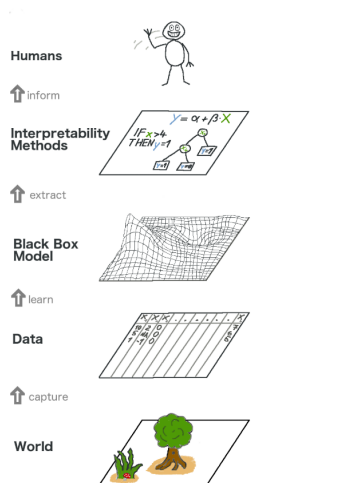 Humans
inform
Interpretability
Methods
y = α + β·X
IF x>4
THEN y=1
extract
Black Box
Model
learn
Data
capture
World